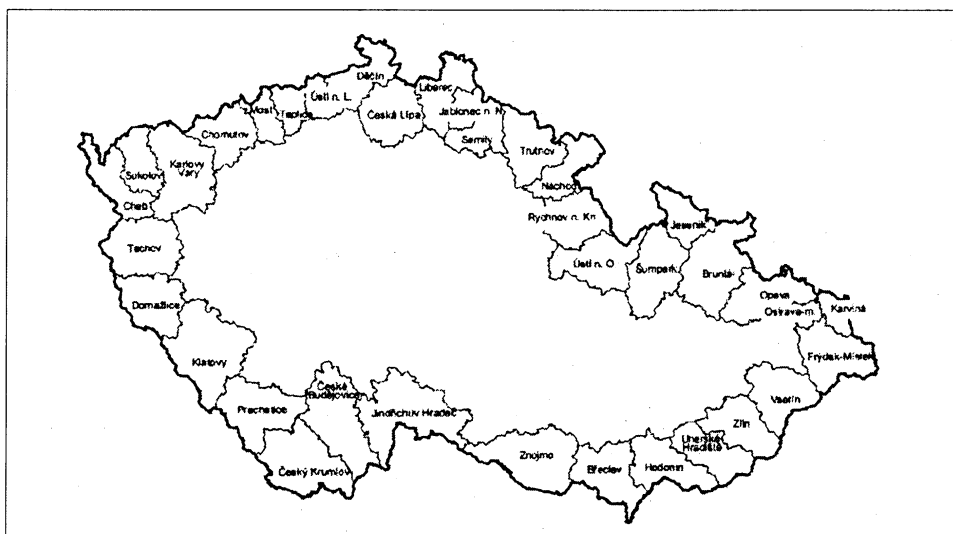 Děčín
Liberec
Ústí n. L.
Teplice
Most
Česká Lípa
Jablonec n. N.
Chomutov
Semily
Trutnov
Karlovy
Vary
Sokolov
Náchod
Cheb
Rychnov n. Kn
Jeseník
Tachov
Ústí n. O
Šumperk
Bruntál
Opava
Domažlice
Ostrava-m.
Karviná
Klatovy
Frýdek-Místek
České
Budějovice
Vsetín
Prachatice
Jindřichův Hradec
Zlín
Uherské
Hradiště
Znojmo
Břeclav
Hodonín
Český Krumlov